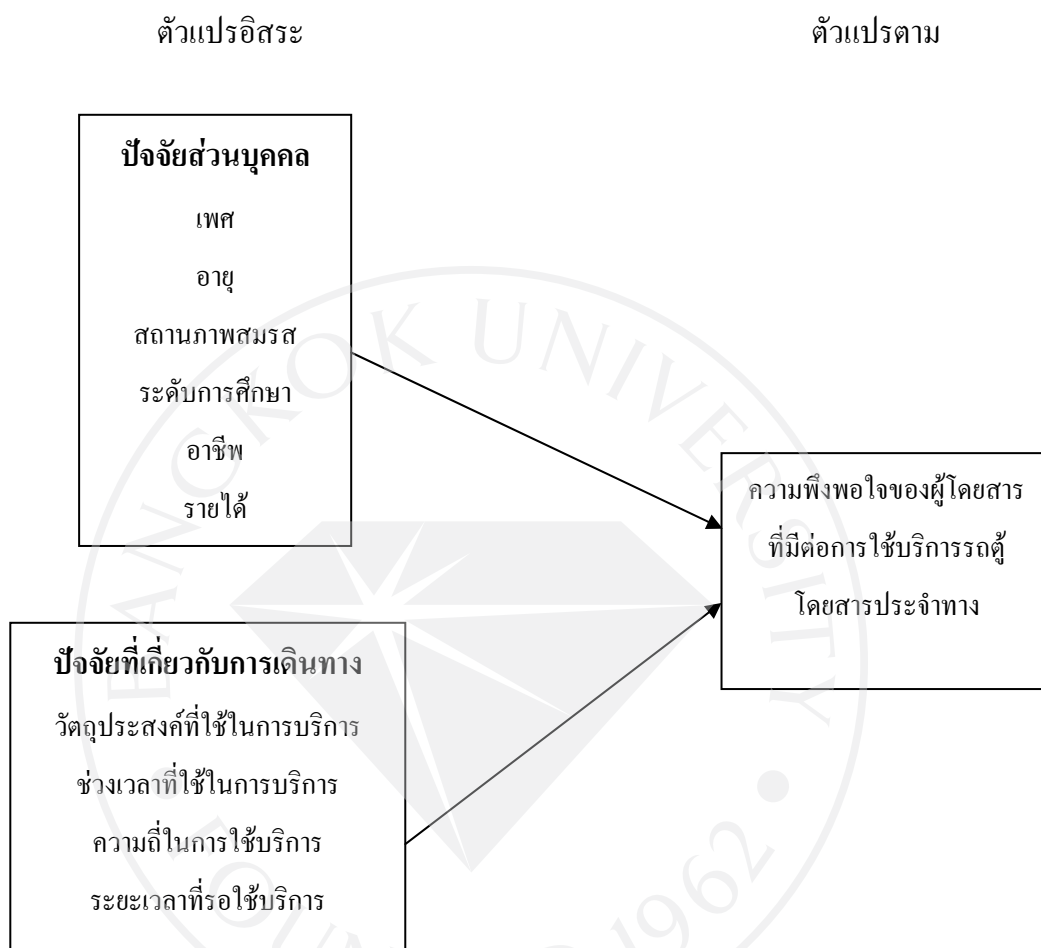 ตัวแปรอิสระ
ตัวแปรตาม
ปัจจัยส่วนบุคคล
เพศ
อายุ
สถานภาพสมรส
ระดับการศึกษา
อาชีพ
รายได้
ความพึงพอใจของผู้โดยสาร
ที่มีต่อการใช้บริการรถตู้
โดยสารประจำทาง
ปัจจัยที่เกี่ยวกับการเดินทาง
วัตถุประสงค์ที่ใช้ในการบริการ
ช่วงเวลาที่ใช้ในการบริการ
ความถี่ในการใช้บริการ
ระยะเวลาที่รอใช้บริการ
BANGKOK UNIVERSITY
1962